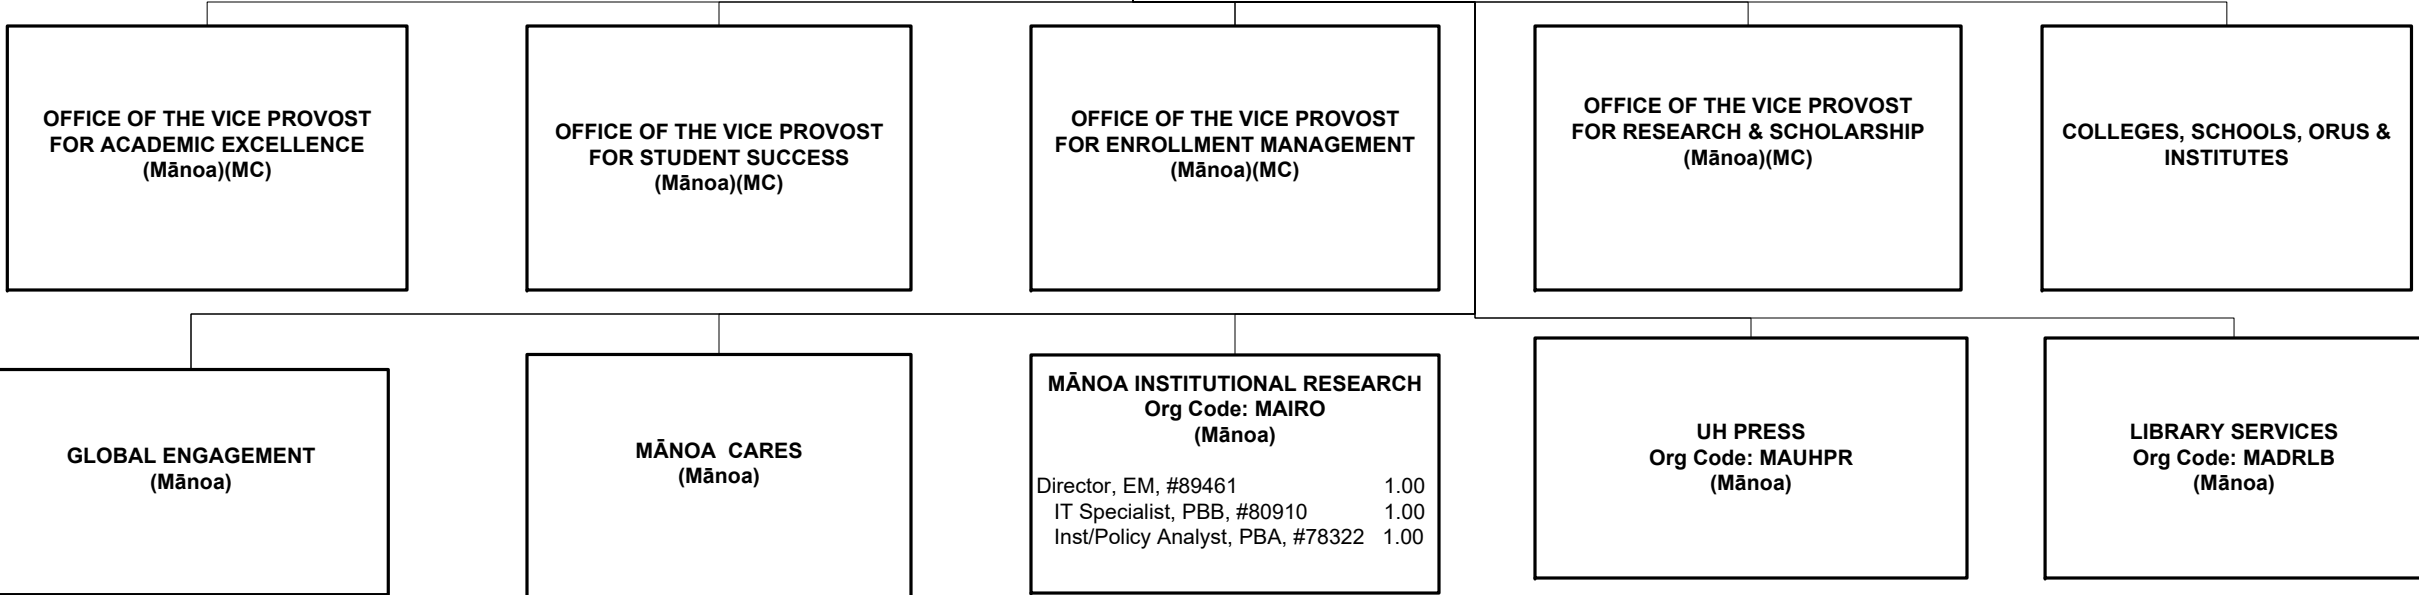 OFFICE OF THE VICE PROVOST
FOR ACADEMIC EXCELLENCE
(Mānoa)(MC)
OFFICE OF THE VICE PROVOST
FOR STUDENT SUCCESS
(Mānoa)(MC)
OFFICE OF THE VICE PROVOST
FOR ENROLLMENT MANAGEMENT
(Mānoa)(MC)
OFFICE OF THE VICE PROVOST
FOR RESEARCH & SCHOLARSHIP
(Mānoa)(MC)
COLLEGES, SCHOOLS, ORUS &
INSTITUTES
GLOBAL ENGAGEMENT
(Mānoa)
MĀNOA  CARES
(Mānoa)
MĀNOA INSTITUTIONAL RESEARCH
Org Code: MAIRO
(Mānoa)
Director, EM, #89461 1.00
IT Specialist, PBB, #80910 1.00
Inst/Policy Analyst, PBA, #78322 1.00
UH PRESS
Org Code: MAUHPR
(Mānoa)
LIBRARY SERVICES
Org Code: MADRLB
(Mānoa)